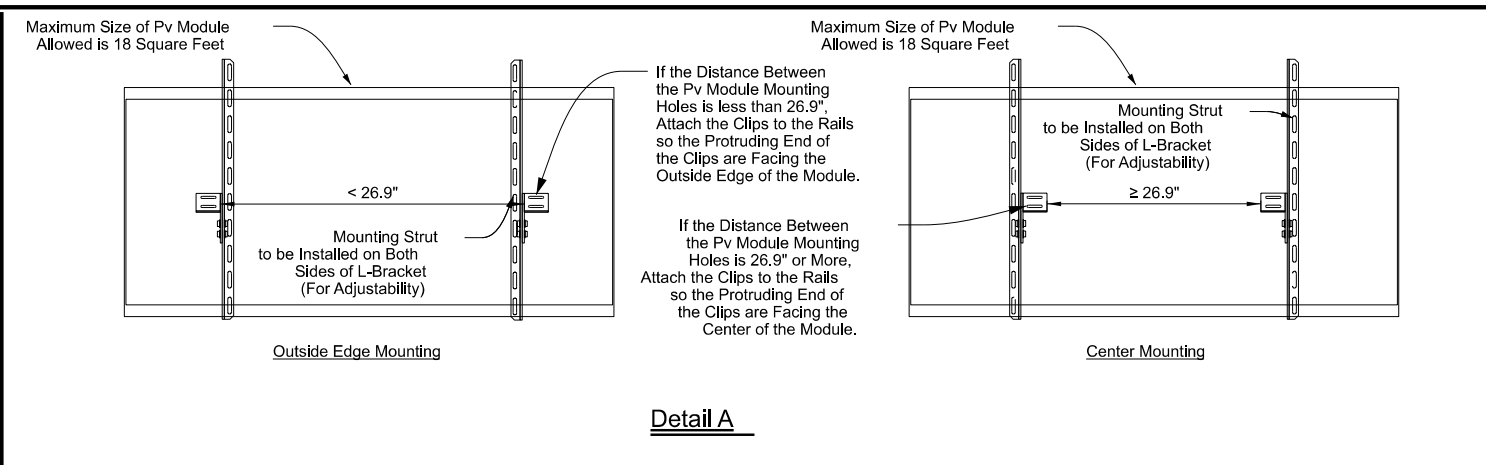 Maximum Size of Pv Module
Allowed is 18 Square Feet
If the Distance Between
the Pv Module Mounting
Holes is less than 26.9",
Attach the Clips to the Rails
so the Protruding End of
the Clips are Facing the
Outside Edge of the Module.
< 26.9"
Mounting Strut
to be Installed on Both
Sides of L-Bracket
(For Adjustability)
Outside Edge Mounting
Maximum Size of Pv Module
Allowed is 18 Square Feet
Mounting Strut
to be Installed on Both
Sides of L-Bracket
(For Adjustability)
≥ 26.9"
If the Distance Between
the Pv Module Mounting
Holes is 26.9" or More,
Attach the Clips to the Rails
so the Protruding End of
the Clips are Facing the
Center of the Module.
Center Mounting
Detail A